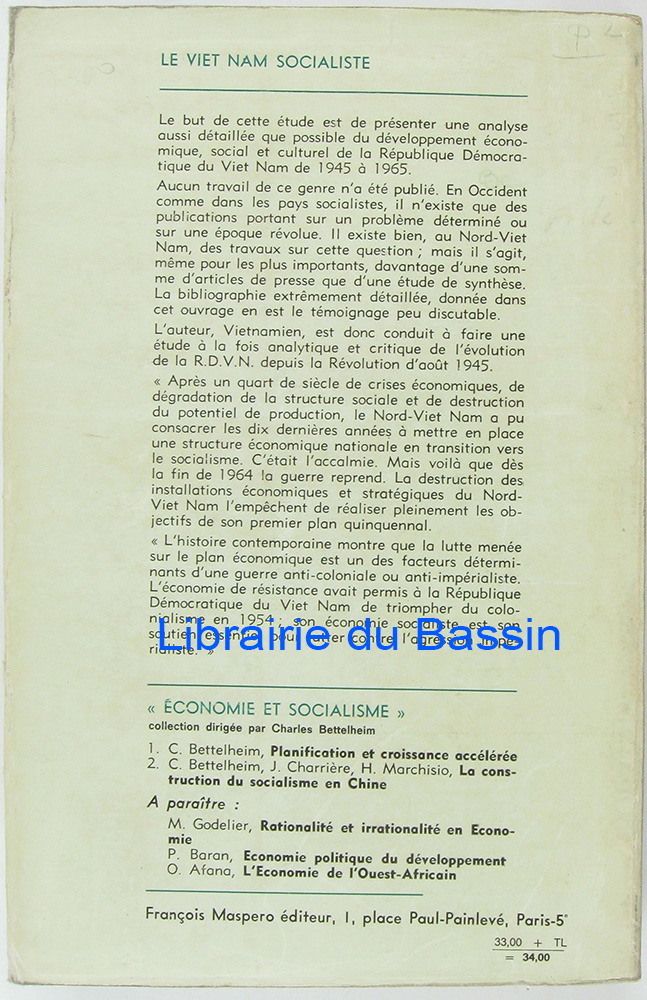 P 2
LE VIET NAM SOCIALISTE
Le but de cette étude est de présenter une analyse
aussi détaillée que possible du développement écono-
mique, social et culturel de la République Démocra-
tique du Viet Nam de 1945 à 1965.
Aucun travail de ce genre n'a été publié. En Occident
comme dans les pays socialistes, il n'existe que des
publications portant sur un problème déterminé ou
sur une époque révolue. Il existe bien, au Nord-Viet
Nam, des travaux sur cette question ; mais il s'agit,
même pour les plus importants, davantage d'une som-
me d'articles de presse que d'une étude de synthèse.
La bibliographie extrêmement détaillée, donnée dans
cet ouvrage en est le témoignage peu discutable.
L'auteur, Vietnamien, est donc conduit à faire une
étude à la fois analytique et critique de l'évolution
de la R.D.V.N. depuis la Révolution d'août 1945.
« Après un quart de siècle de crises économiques, de
dégradation de la structure sociale et de destruction
du potentiel de production, le Nord-Viet Nam a pu
consacrer les dix dernières années à mettre en place
une structure économique nationale en transition vers
le socialisme. C'était l'accalmie. Mais voilà que dès
la fin de 1964 la guerre reprend. La destruction des
installations économiques et stratégiques du Nord-
Viet Nam l'empêchent de réaliser pleinement les ob-
jectifs de son premier plan quinquennal.
« L'histoire contemporaine montre que la lutte menée
sur le plan économique est un des facteurs détermi-
nants d'une guerre anti-coloniale ou anti-impérialiste.
L'économie de résistance avait permis à la République
Démocratique du Viet Nam de triompher du colo-
nialisme en 1954 ; son économie socialiste est son
soutien essentiel pour lutter contre l'agression impé-
rialiste. »
Librairie du Bassin
« ÉCONOMIE ET SOCIALISME »
collection dirigée par Charles Bettelheim
1. C. Bettelheim, Planification et croissance accélérée
2. C. Bettelheim, J. Charrière, H. Marchisio, La cons-
truction du socialisme en Chine
A paraître :
M. Godelier, Rationalité et irrationalité en Econo-
mie
P. Baran, Economie politique du développement
O. Afana, L'Economie de l'Ouest-Africain
François Maspero éditeur, 1, place Paul-Painlevé, Paris-5e
33,00 + TL
= 34,00